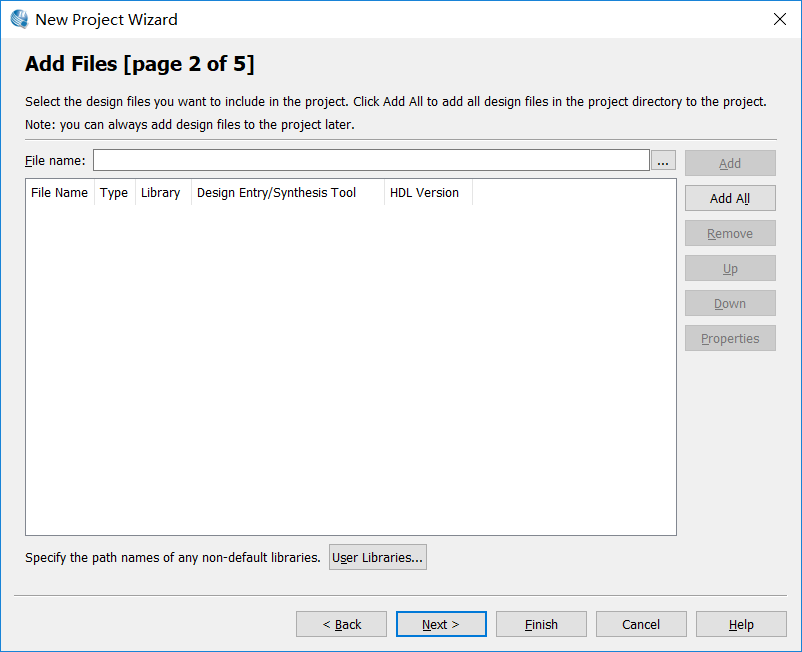 New Project Wizard
Add Files [page 2 of 5]
Select the design files you want to include in the project. Click Add All to add all design files in the project directory to the project.
Note: you can always add design files to the project later.
File name: ... Add
File Name Type Library Design Entry/Synthesis Tool HDL Version
Add All
Remove
Up
Down
Properties
Specify the path names of any non-default libraries. User Libraries...
< Back Next > Finish Cancel Help